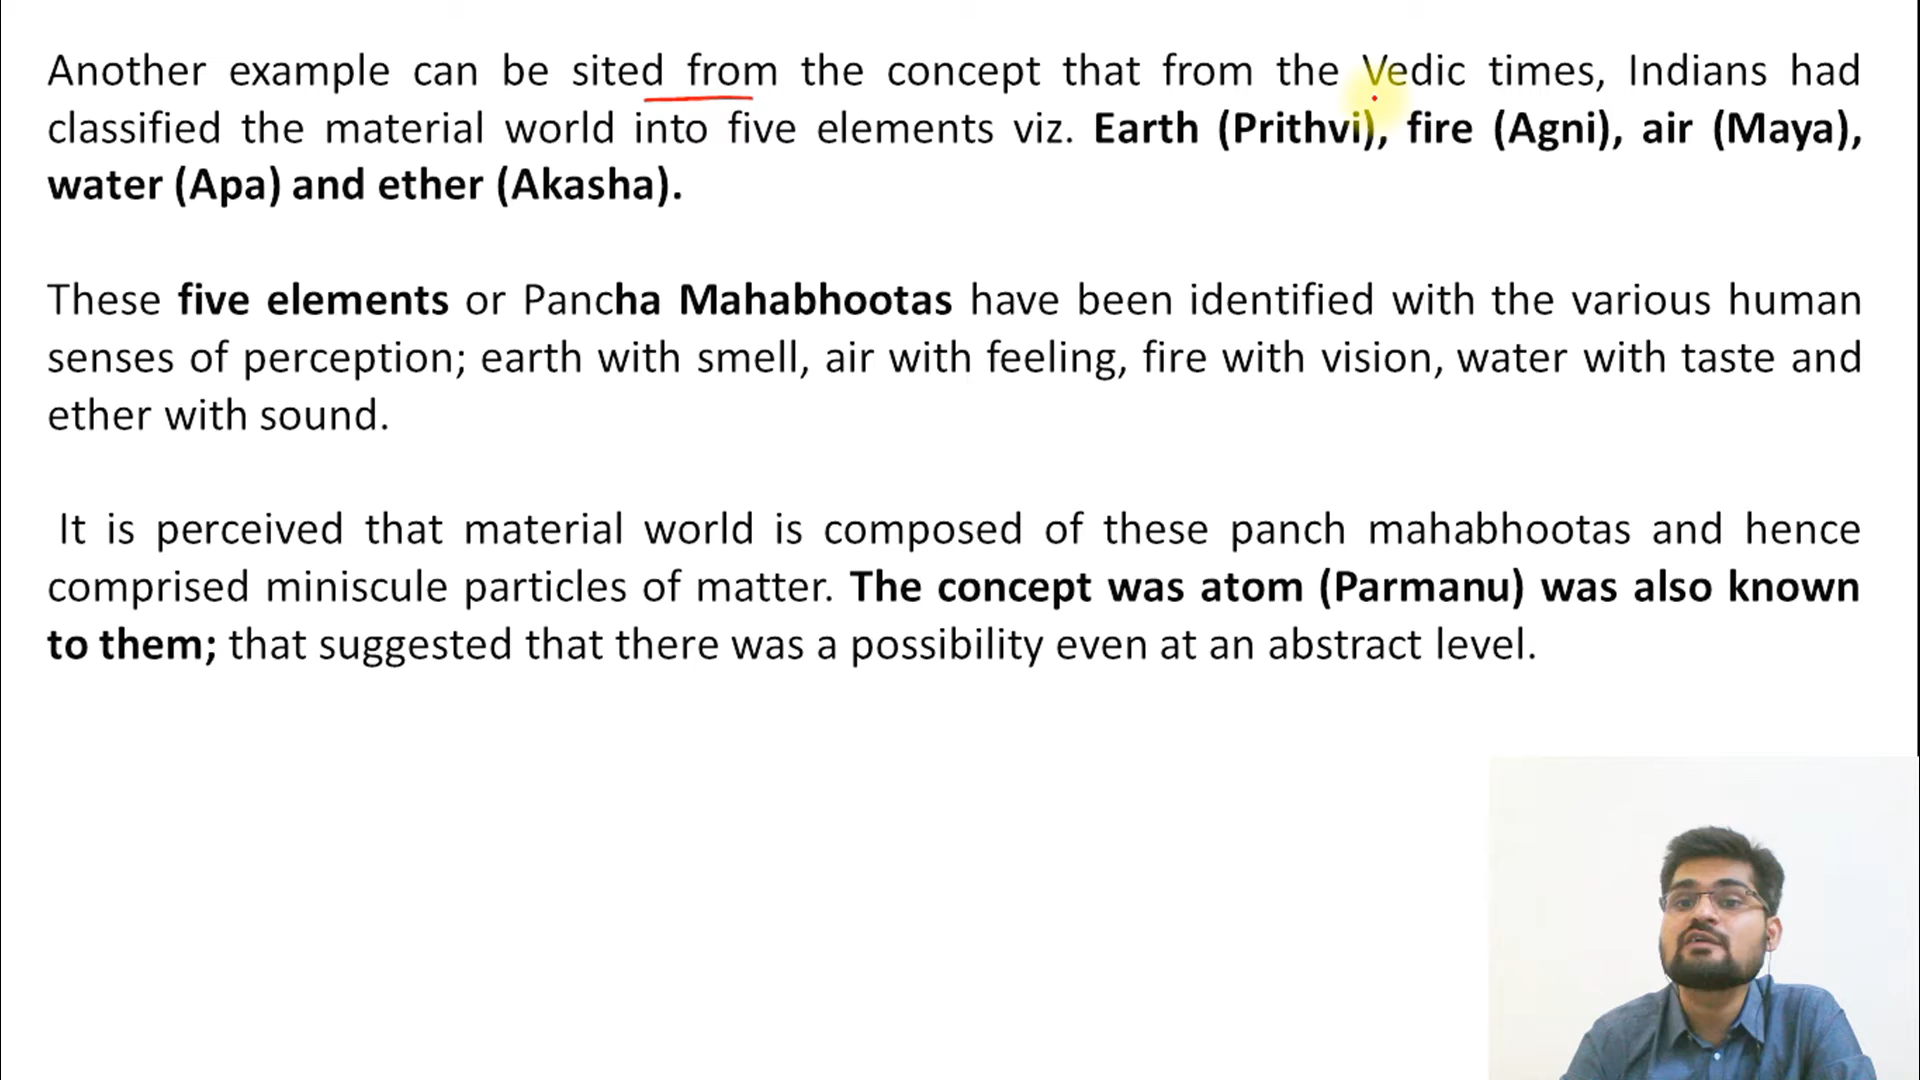 Another example can be sited from the concept that from the Vedic times, Indians had
classified the material world into five elements viz. Earth (Prithvi), fire (Agni), air (Maya),
water (Apa) and ether (Akasha).
These five elements or Pancha Mahabhootas have been identified with the various human
senses of perception; earth with smell, air with feeling, fire with vision, water with taste and
ether with sound.
It is perceived that material world is composed of these panch mahabhootas and hence
comprised miniscule particles of matter. The concept was atom (Parmanu) was also known
to them; that suggested that there was a possibility even at an abstract level.